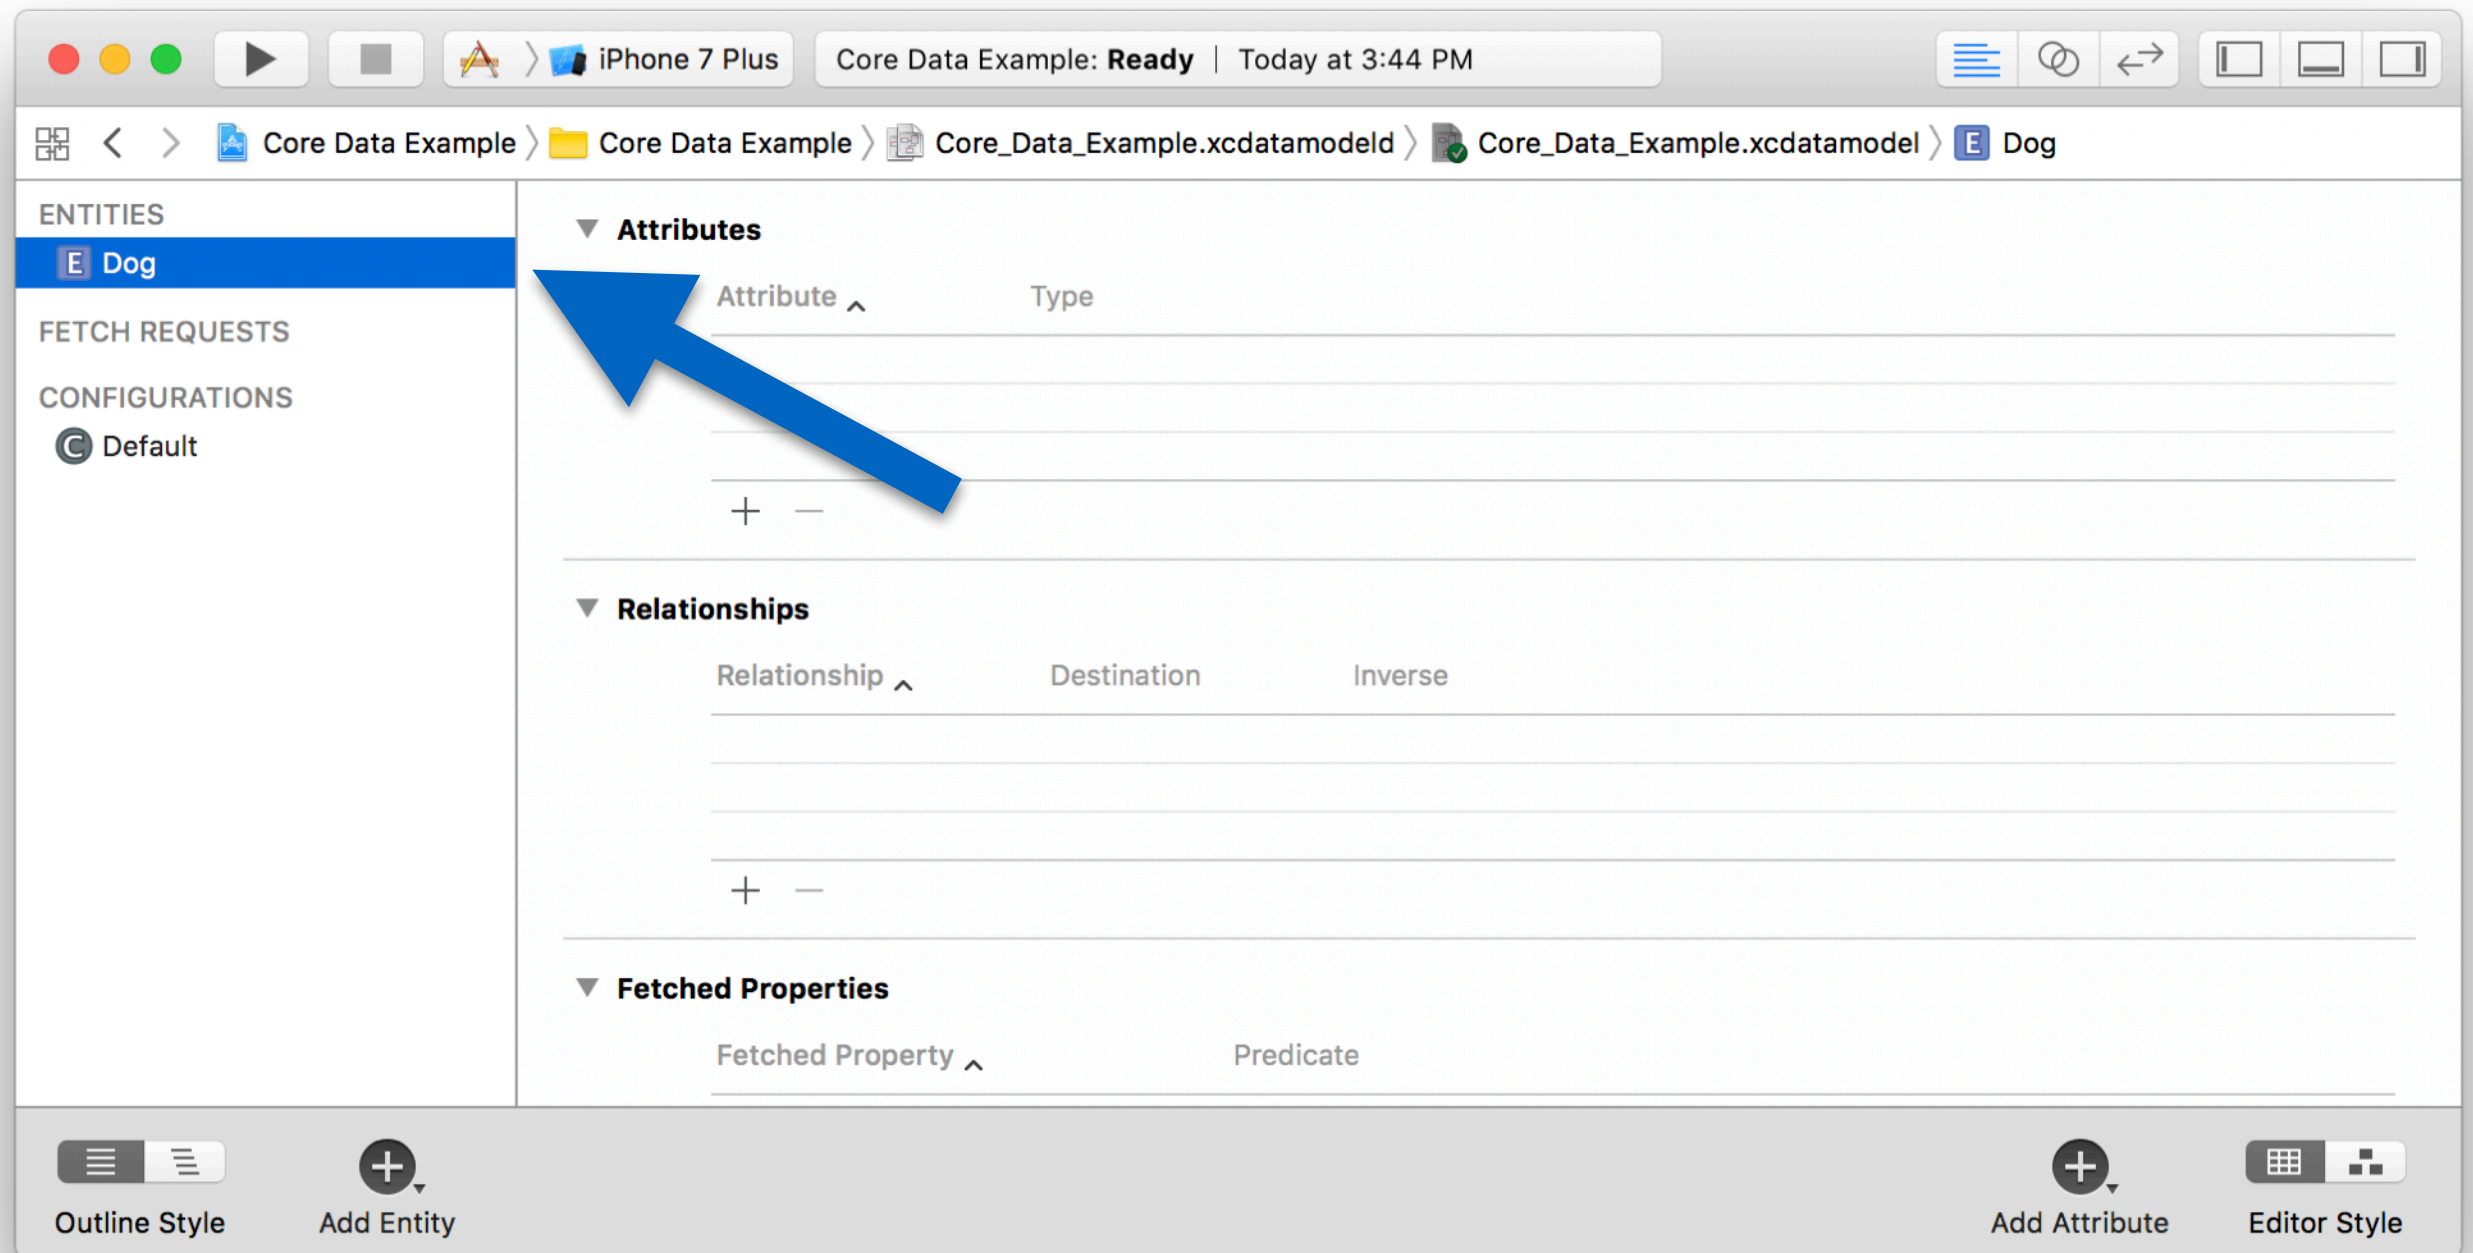 iPhone 7 Plus
Core Data Example: Ready | Today at 3:44 PM
Core Data Example Core Data Example Core_Data_Example.xcdatamodeld Core_Data_Example.xcdatamodel E Dog
ENTITIES
E Dog
FETCH REQUESTS
CONFIGURATIONS
C Default
Attributes
Attribute Type
Relationships
Relationship Destination Inverse
Fetched Properties
Fetched Property Predicate
Outline Style Add Entity Add Attribute Editor Style